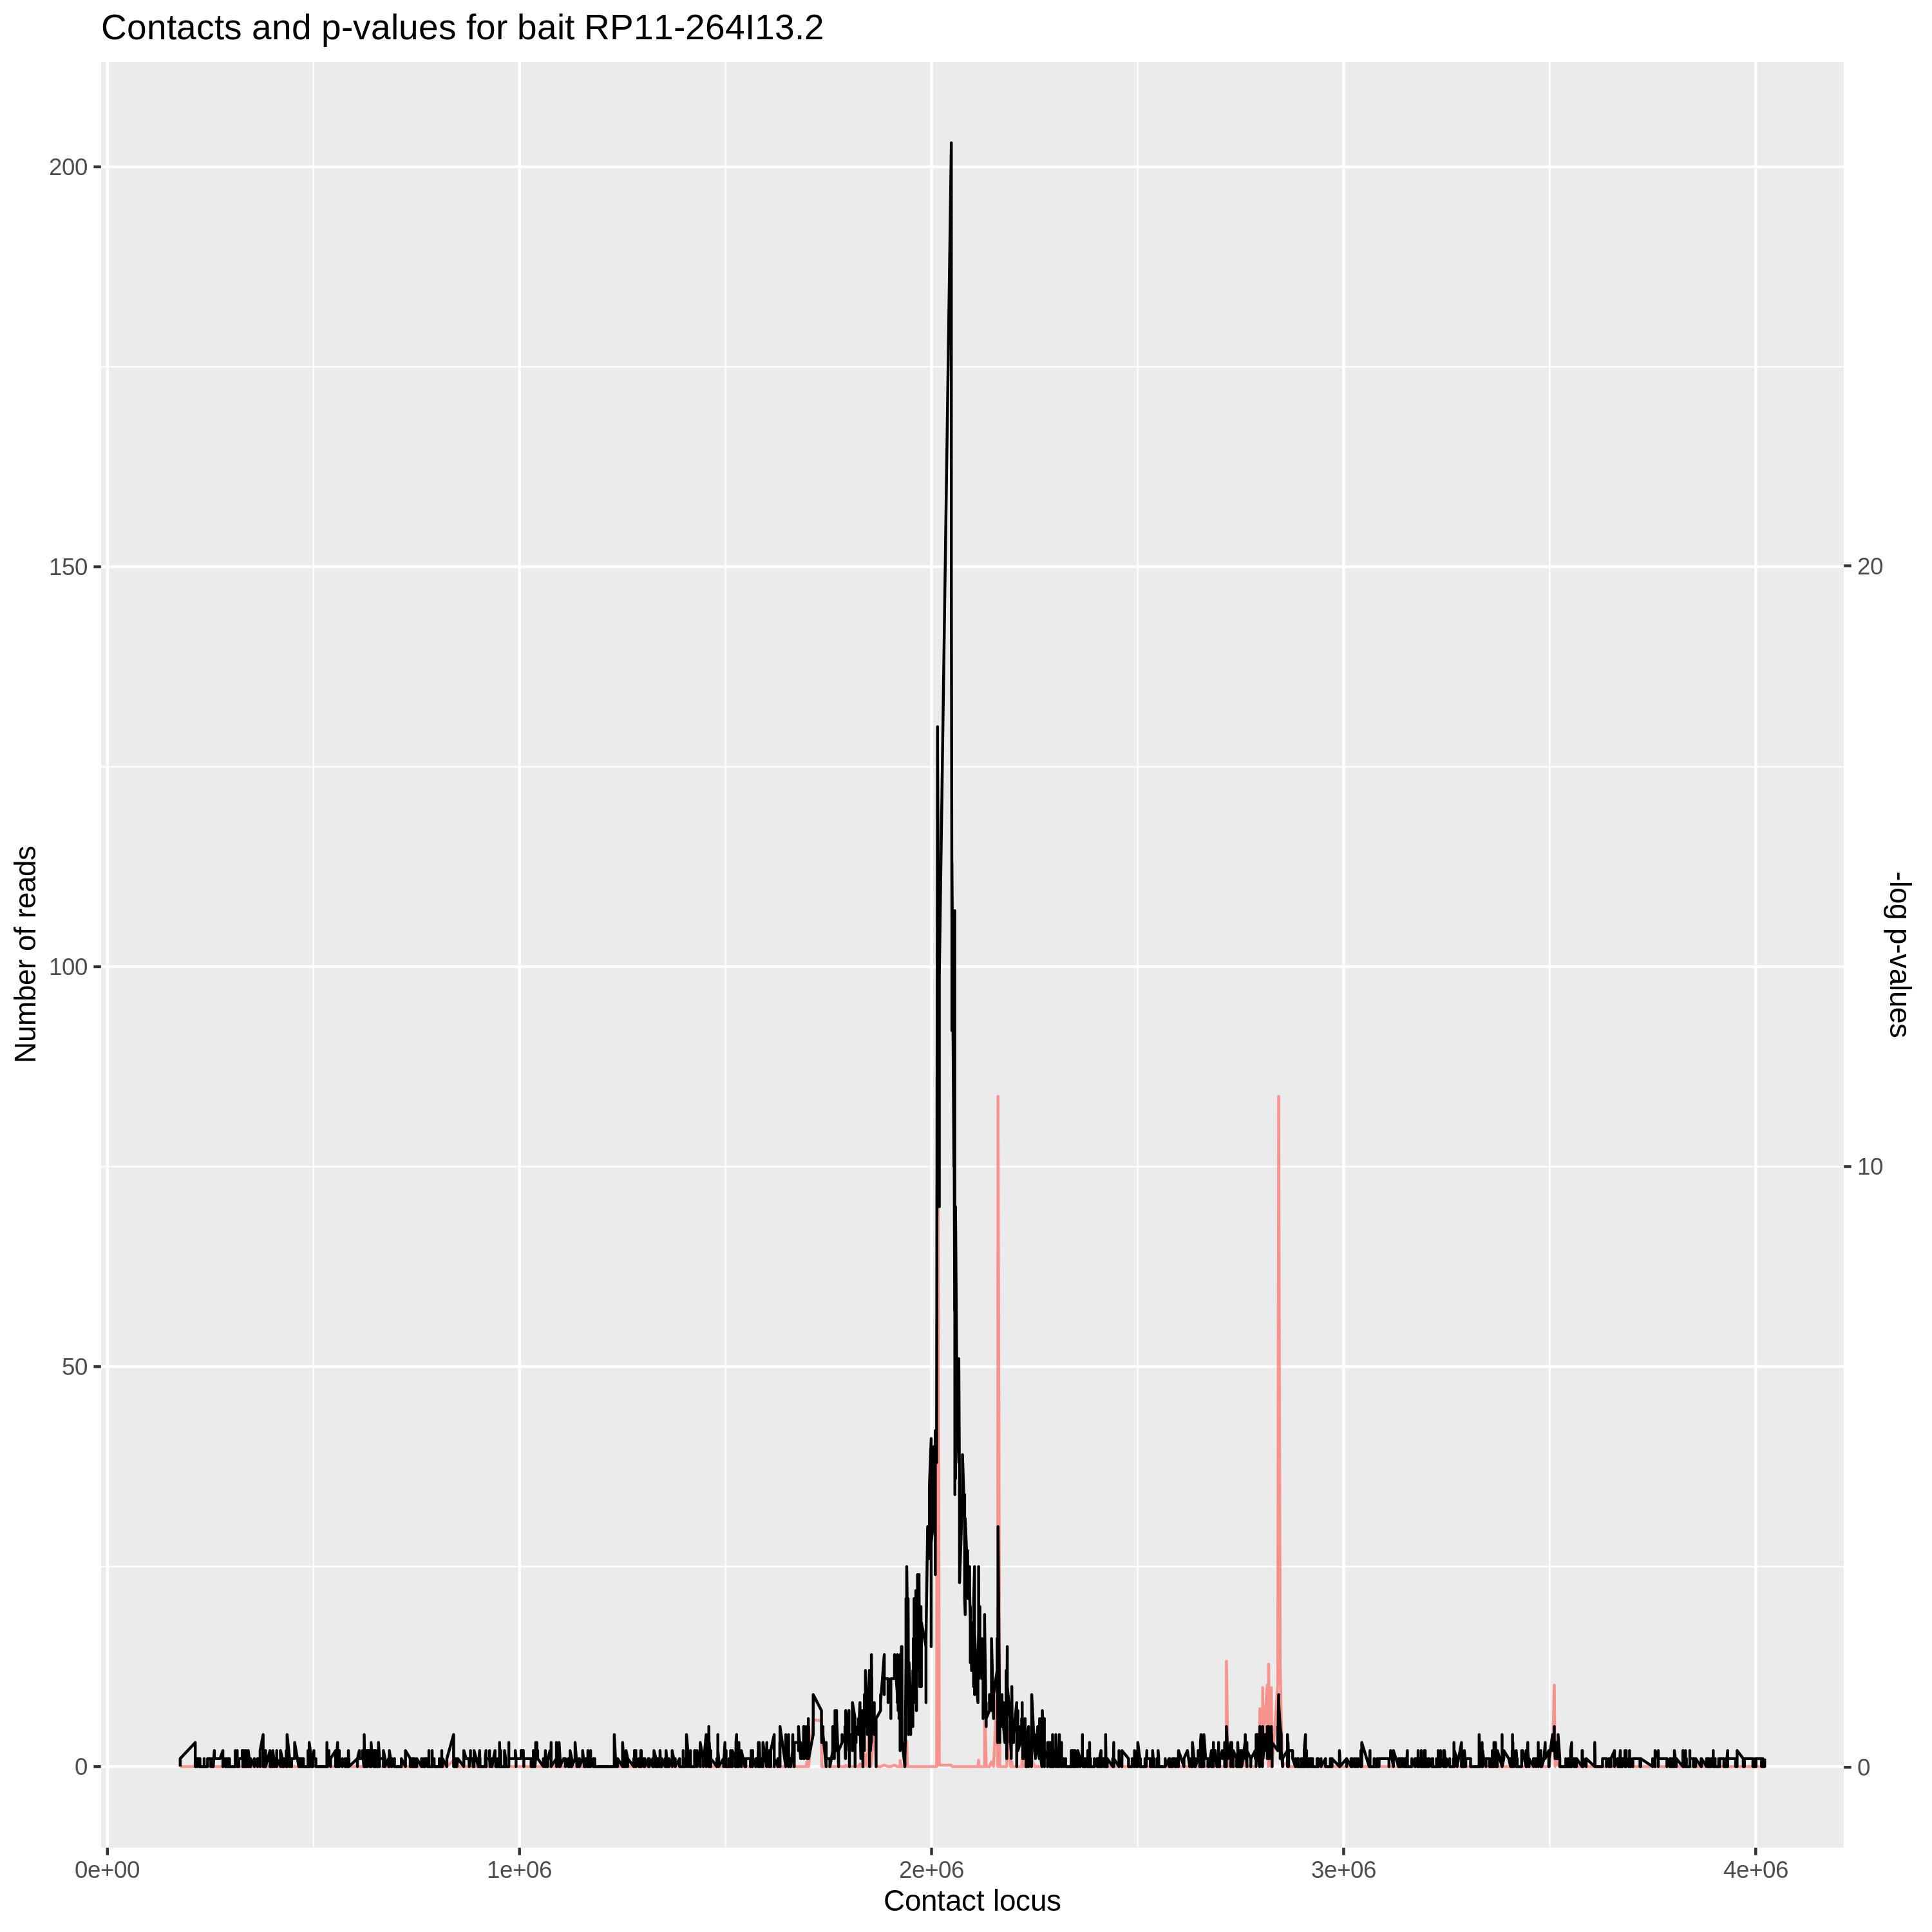 Contacts and p-values for bait RP11-264I13.2
200
150
100
50
0
Number of reads
20
10
0
-log p-values
0e+00
1e+06
2e+06
3e+06
4e+06
Contact locus